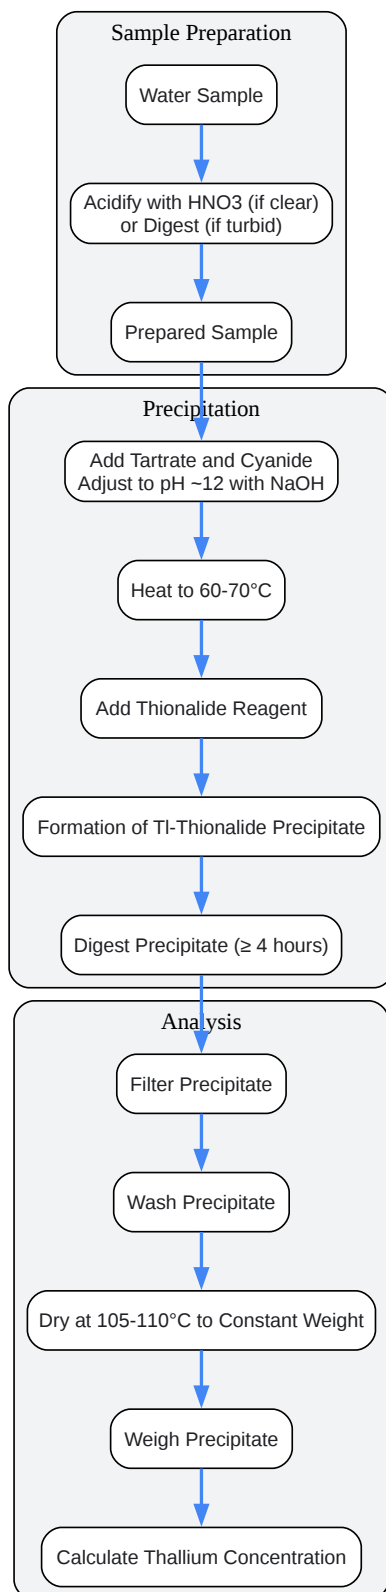 Sample Preparation
Water Sample
Acidify with HNO3 (if clear)
or Digest (if turbid)
Prepared Sample
Precipitation
Add Tartrate and Cyanide
Adjust to pH ~12 with NaOH
Heat to 60-70°C
Add Thionalide Reagent
Formation of Tl-Thionalide Precipitate
Digest Precipitate (≥ 4 hours)
Analysis
Filter Precipitate
Wash Precipitate
Dry at 105-110°C to Constant Weight
Weigh Precipitate
Calculate Thallium Concentration